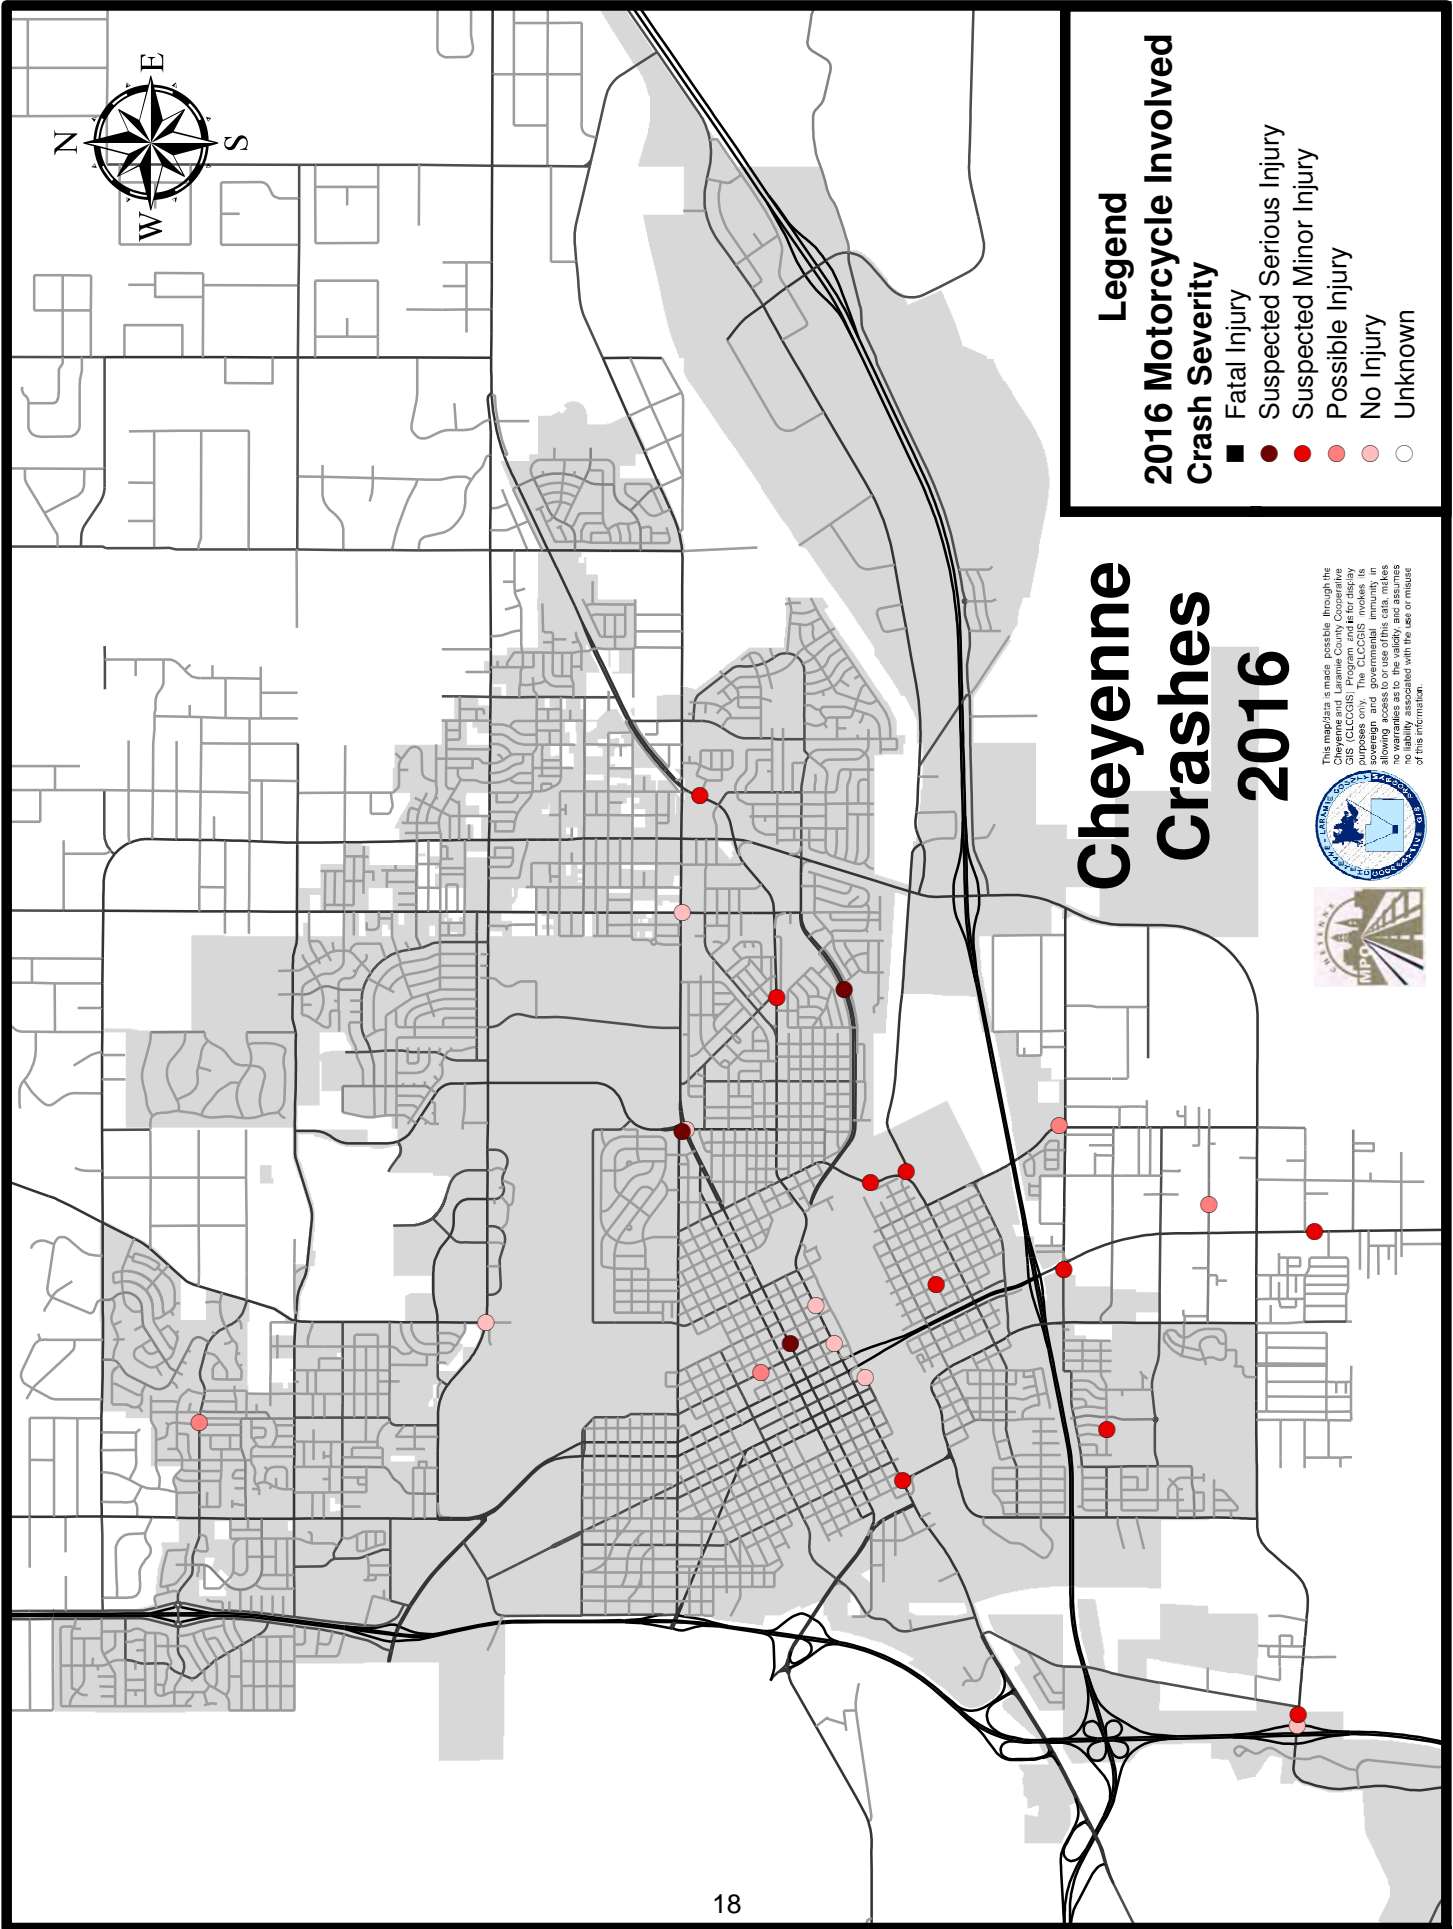 N
E
S
W
Legend
2016 Motorcycle Involved
Crash Severity
Fatal Injury
Suspected Serious Injury
Suspected Minor Injury
Possible Injury
No Injury
Unknown
Cheyenne
Crashes
2016
This map/data is made possible through the
Cheyenne and Laramie County Cooperative
GIS (CLCCGIS) Program and is for display
purposes only. The CLCCGIS invokes its
sovereign and governmental immunity in
allowing access to or use of this data, makes
no warranties as to the validity, and assumes
no liability associated with the use or misuse
of this information.
CHEYENNE
MPO
18